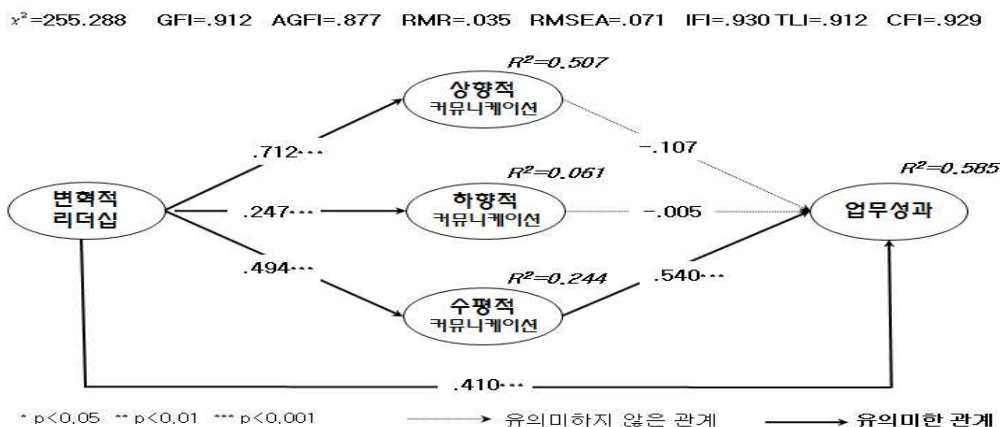 x²=255.288 GFI=.912 AGFI=.877 RMR=.035 RMSEA=.071 IFI=.930 TLI=.912 CFI=.929
R²=0.507
상향적
커뮤니케이션
.712***
-.107
R²=0.061
R²=0.585
변혁적
리더십
.247***
하향적
커뮤니케이션
-.005
업무성과
.494***
R²=0.244
.540***
수평적
커뮤니케이션
.410***
* p<0.05 ** p<0.01 *** p<0.001 유의미하지 않은 관계 유의미한 관계